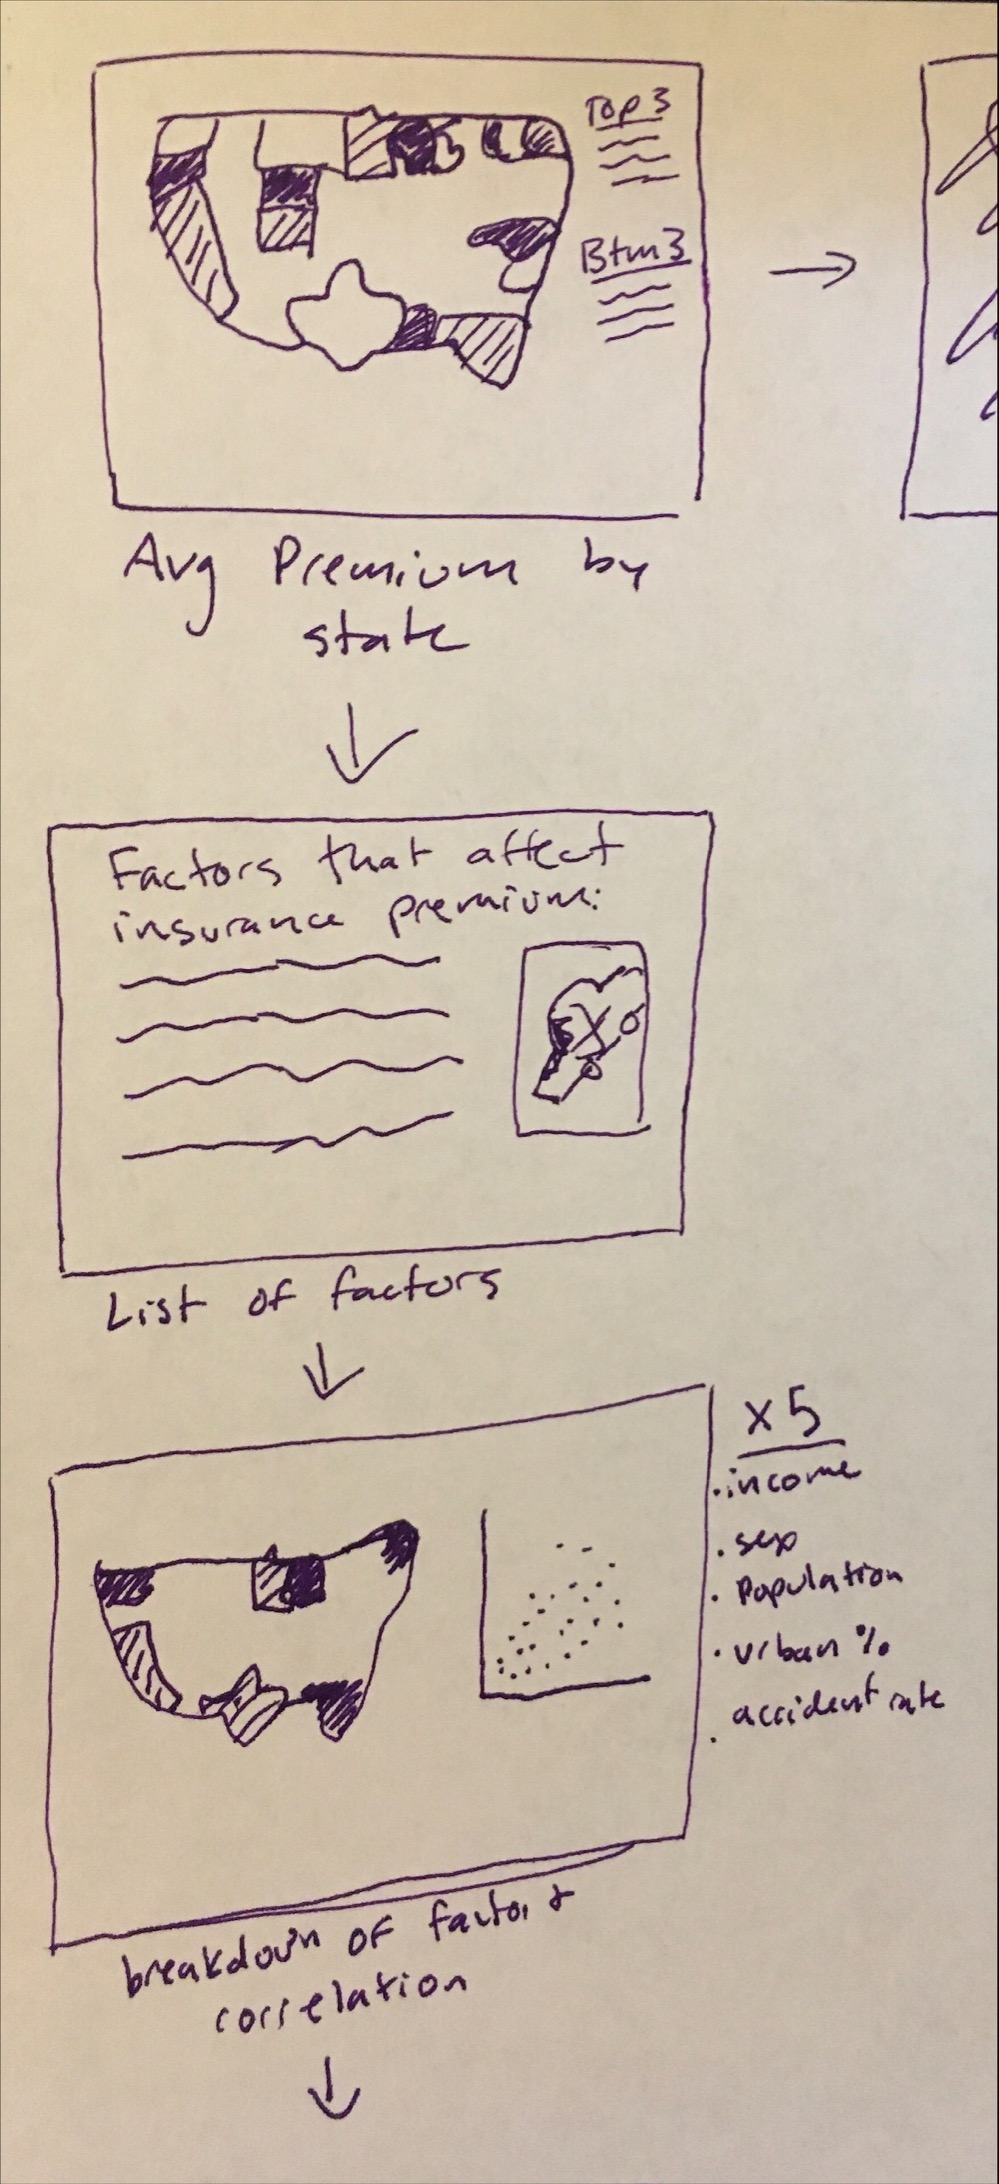 Top 3
Btm 3
Avg Premium by
state
Factors that affect
insurance premium:
List of factors
x 5
• income
• sex
• Population
• urban %
• accident rate
breakdown of factor &
correlation